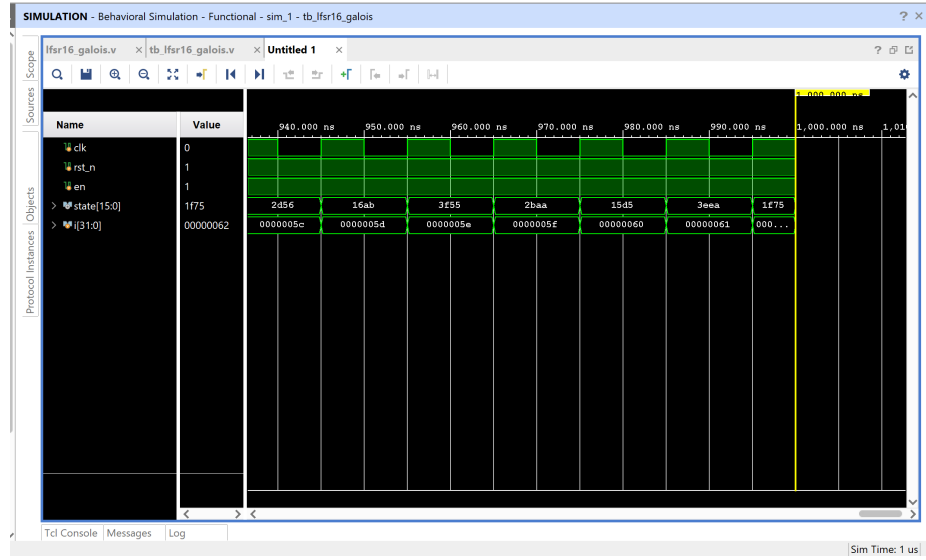 SIMULATION - Behavioral Simulation - Functional - sim_1 - tb_lfsr16_galois
lfsr16_galois.v
tb_lfsr16_galois.v
Untitled 1
Scope
Sources
Objects
Protocol Instances
Name Value
1,000.000 ns
940.000 ns 950.000 ns 960.000 ns 970.000 ns 980.000 ns 990.000 ns 1,000.000 ns 1,01
clk 0
rst_n 1
en 1
state[15:0] 1f75 2d56 16ab 3f55 2baa 15d5 3eea 1f75
i[31:0] 00000062 0000005c 0000005d 0000005e 0000005f 00000060 00000061 000...
Tcl Console Messages Log
Sim Time: 1 us